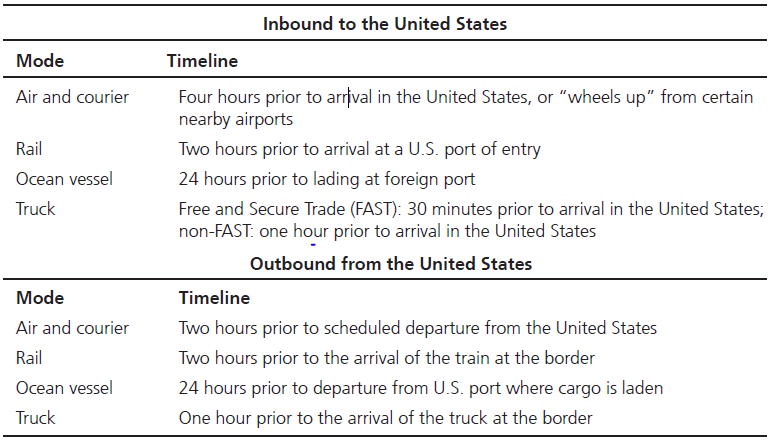 Inbound to the United States
Mode Timeline
Air and courier Four hours prior to arrival in the United States, or “wheels up” from certain
nearby airports
Rail Two hours prior to arrival at a U.S. port of entry
Ocean vessel 24 hours prior to lading at foreign port
Truck Free and Secure Trade (FAST): 30 minutes prior to arrival in the United States;
non-FAST: one hour prior to arrival in the United States
Outbound from the United States
Mode Timeline
Air and courier Two hours prior to scheduled departure from the United States
Rail Two hours prior to the arrival of the train at the border
Ocean vessel 24 hours prior to departure from U.S. port where cargo is laden
Truck One hour prior to the arrival of the truck at the border